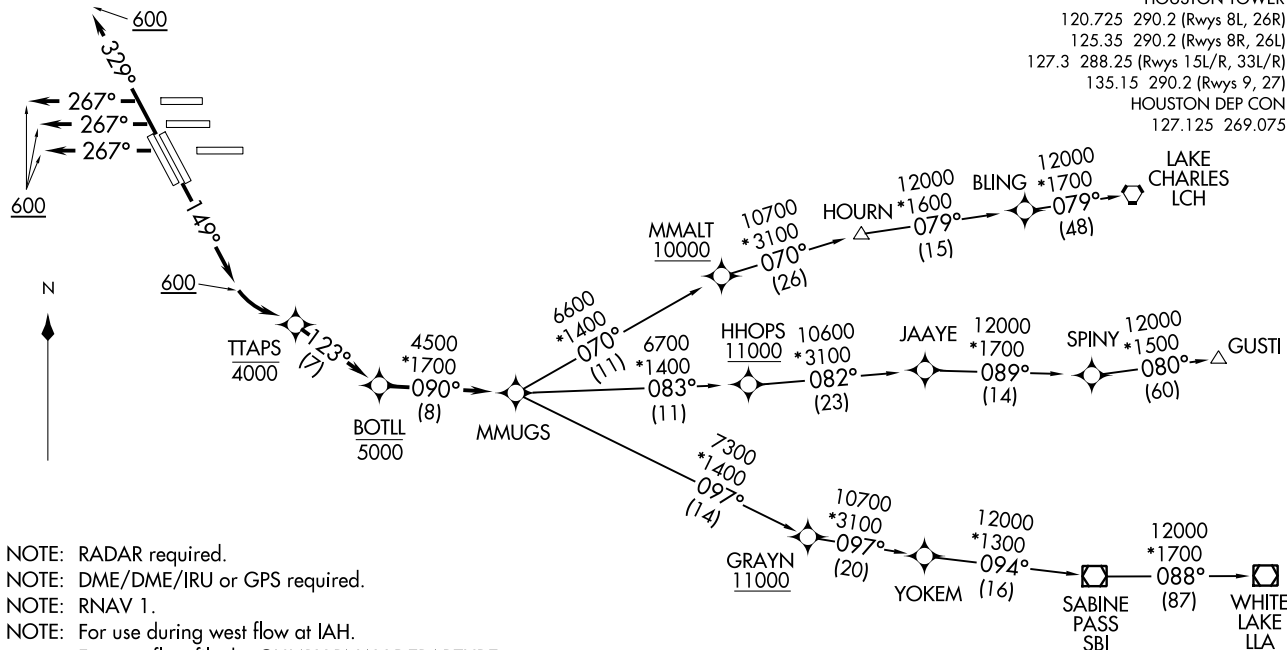 HOUSTON TOWER
120.725 290.2 (Rwys 8L, 26R)
125.35 290.2 (Rwys 8R, 26L)
127.3 288.25 (Rwys 15L/R, 33L/R)
135.15 290.2 (Rwys 9, 27)
HOUSTON DEP CON
127.125 269.075
600
329°
267°
267°
267°
600
149°
600
N
TTAPS
4000
123°
(7)
BOTLL
5000
4500
*1700
090°
(8)
MMUGS
6600
*1400
070°
(11)
MMALT
10000
10700
*3100
070°
(26)
HOURN
12000
*1600
079°
(15)
BLING
12000
*1700
079°
(48)
LAKE
CHARLES
LCH
6700
*1400
083°
(11)
HHOPS
11000
10600
*3100
082°
(23)
JAAYE
12000
*1700
089°
(14)
SPINY
12000
*1500
080°
(60)
GUSTI
7300
*1400
097°
(14)
GRAYN
11000
10700
*3100
097°
(20)
YOKEM
12000
*1300
094°
(16)
SABINE
PASS
SBI
12000
*1700
088°
(87)
WHITE
LAKE
LLA
NOTE: RADAR required.
NOTE: DME/DME/IRU or GPS required.
NOTE: RNAV 1.
NOTE: For use during west flow at IAH.